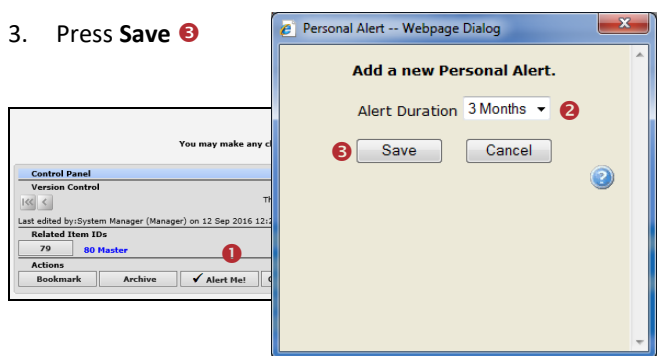 3. Press Save ❸
Personal Alert -- Webpage Dialog
x
Add a new Personal Alert.
Alert Duration 3 Months ❷
❸ Save Cancel
?
You may make any
Control Panel
Version Control
Last edited by:System Manager (Manager) on 12 Sep 2016 12:2
Related Item IDs
79 80 Master
❶
Actions
Bookmark Archive ✓ Alert Me!